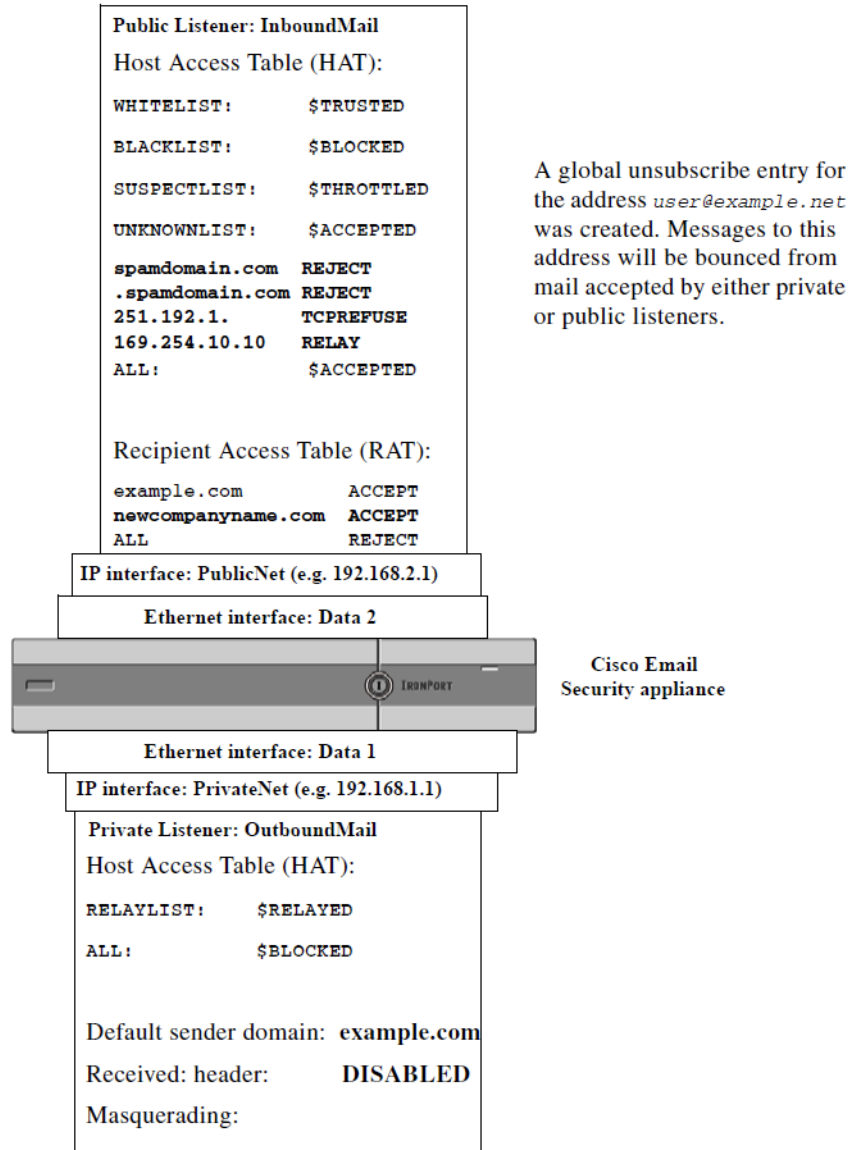 Public Listener: InboundMail
Host Access Table (HAT):
WHITELIST: $TRUSTED
BLACKLIST: $BLOCKED
SUSPECTLIST: $THROTTLED
UNKNOWNLIST: $ACCEPTED
spamdomain.com REJECT
.spamdomain.com REJECT
251.192.1. TCPREFUSE
169.254.10.10 RELAY
ALL: $ACCEPTED
Recipient Access Table (RAT):
example.com ACCEPT
newcompanyname.com ACCEPT
ALL REJECT
A global unsubscribe entry for
the address user@example.net
was created. Messages to this
address will be bounced from
mail accepted by either private
or public listeners.
IP interface: PublicNet (e.g. 192.168.2.1)
Ethernet interface: Data 2
IRONPORT
Cisco Email
Security appliance
Ethernet interface: Data 1
IP interface: PrivateNet (e.g. 192.168.1.1)
Private Listener: OutboundMail
Host Access Table (HAT):
RELAYLIST: $RELAYED
ALL: $BLOCKED
Default sender domain: example.com
Received: header: DISABLED
Masquerading: